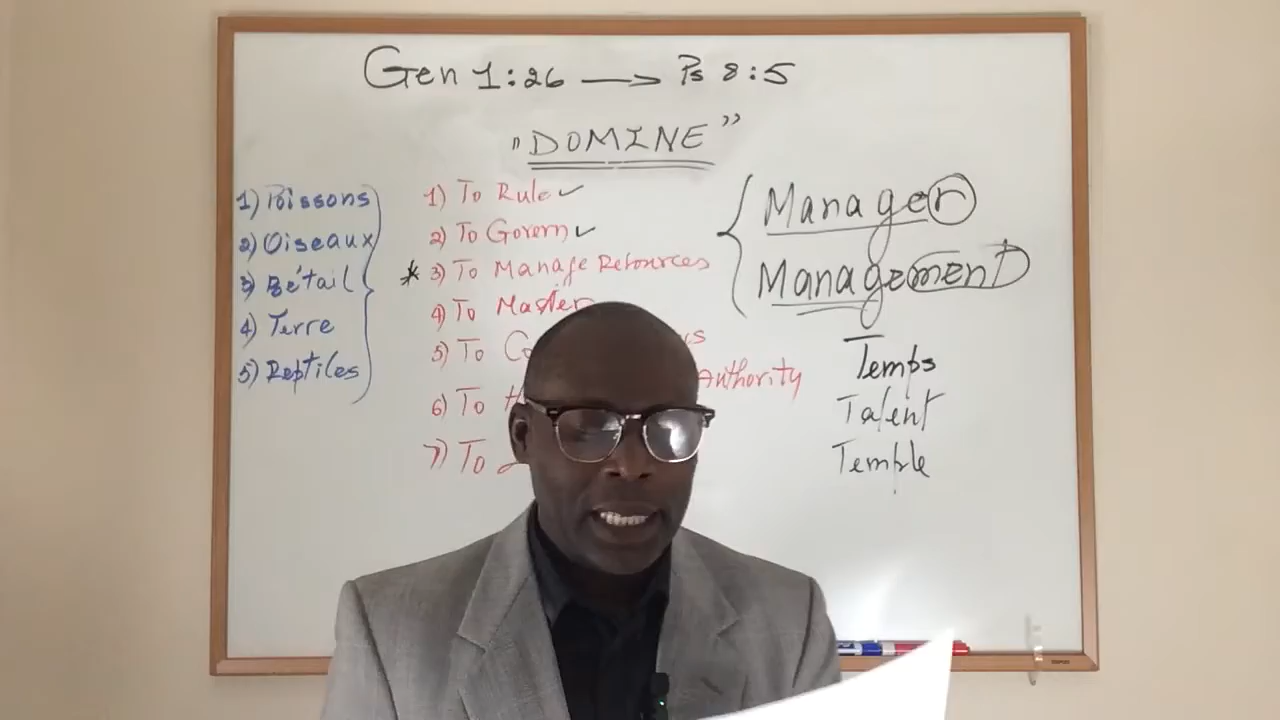 Gen 1:26 → Ps 8:5
"DOMINE"
1) Poissons
2) Oiseaux
3) Bétail
4) Terre
5) Reptiles
1) To Rule ✓
2) To Govern ✓
* 3) To Manage Resources
4) To Master
5) To
6) To Authority
7) To
Manager
Management
Temps
Talent
Temple